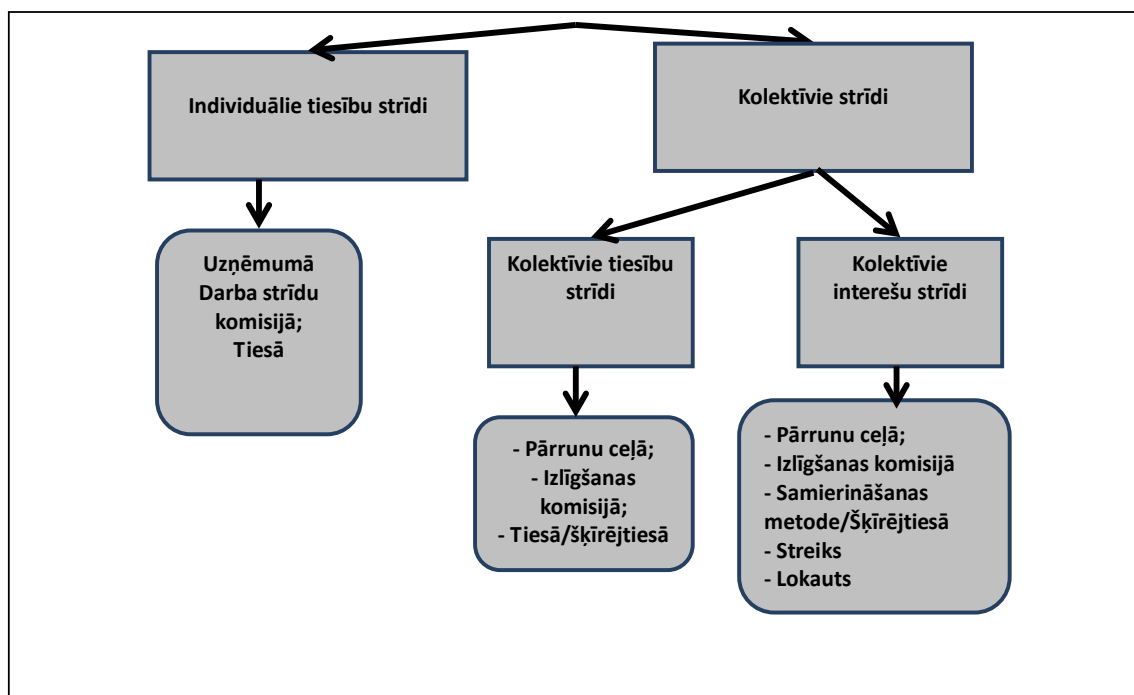 Individuālie tiesību strīdi
Kolektīvie strīdi
Uzņēmumā
Darba strīdu
komisijā;
Tiesā
Kolektīvie tiesību
strīdi
Kolektīvie
interešu strīdi
- Pārrunu ceļā;
- Izlīgšanas
komisijā;
- Tiesā/šķīrējtiesā
- Pārrunu ceļā;
- Izlīgšanas komisijā
- Samierināšanas
metode/Šķīrējtiesā
- Streiks
- Lokauts